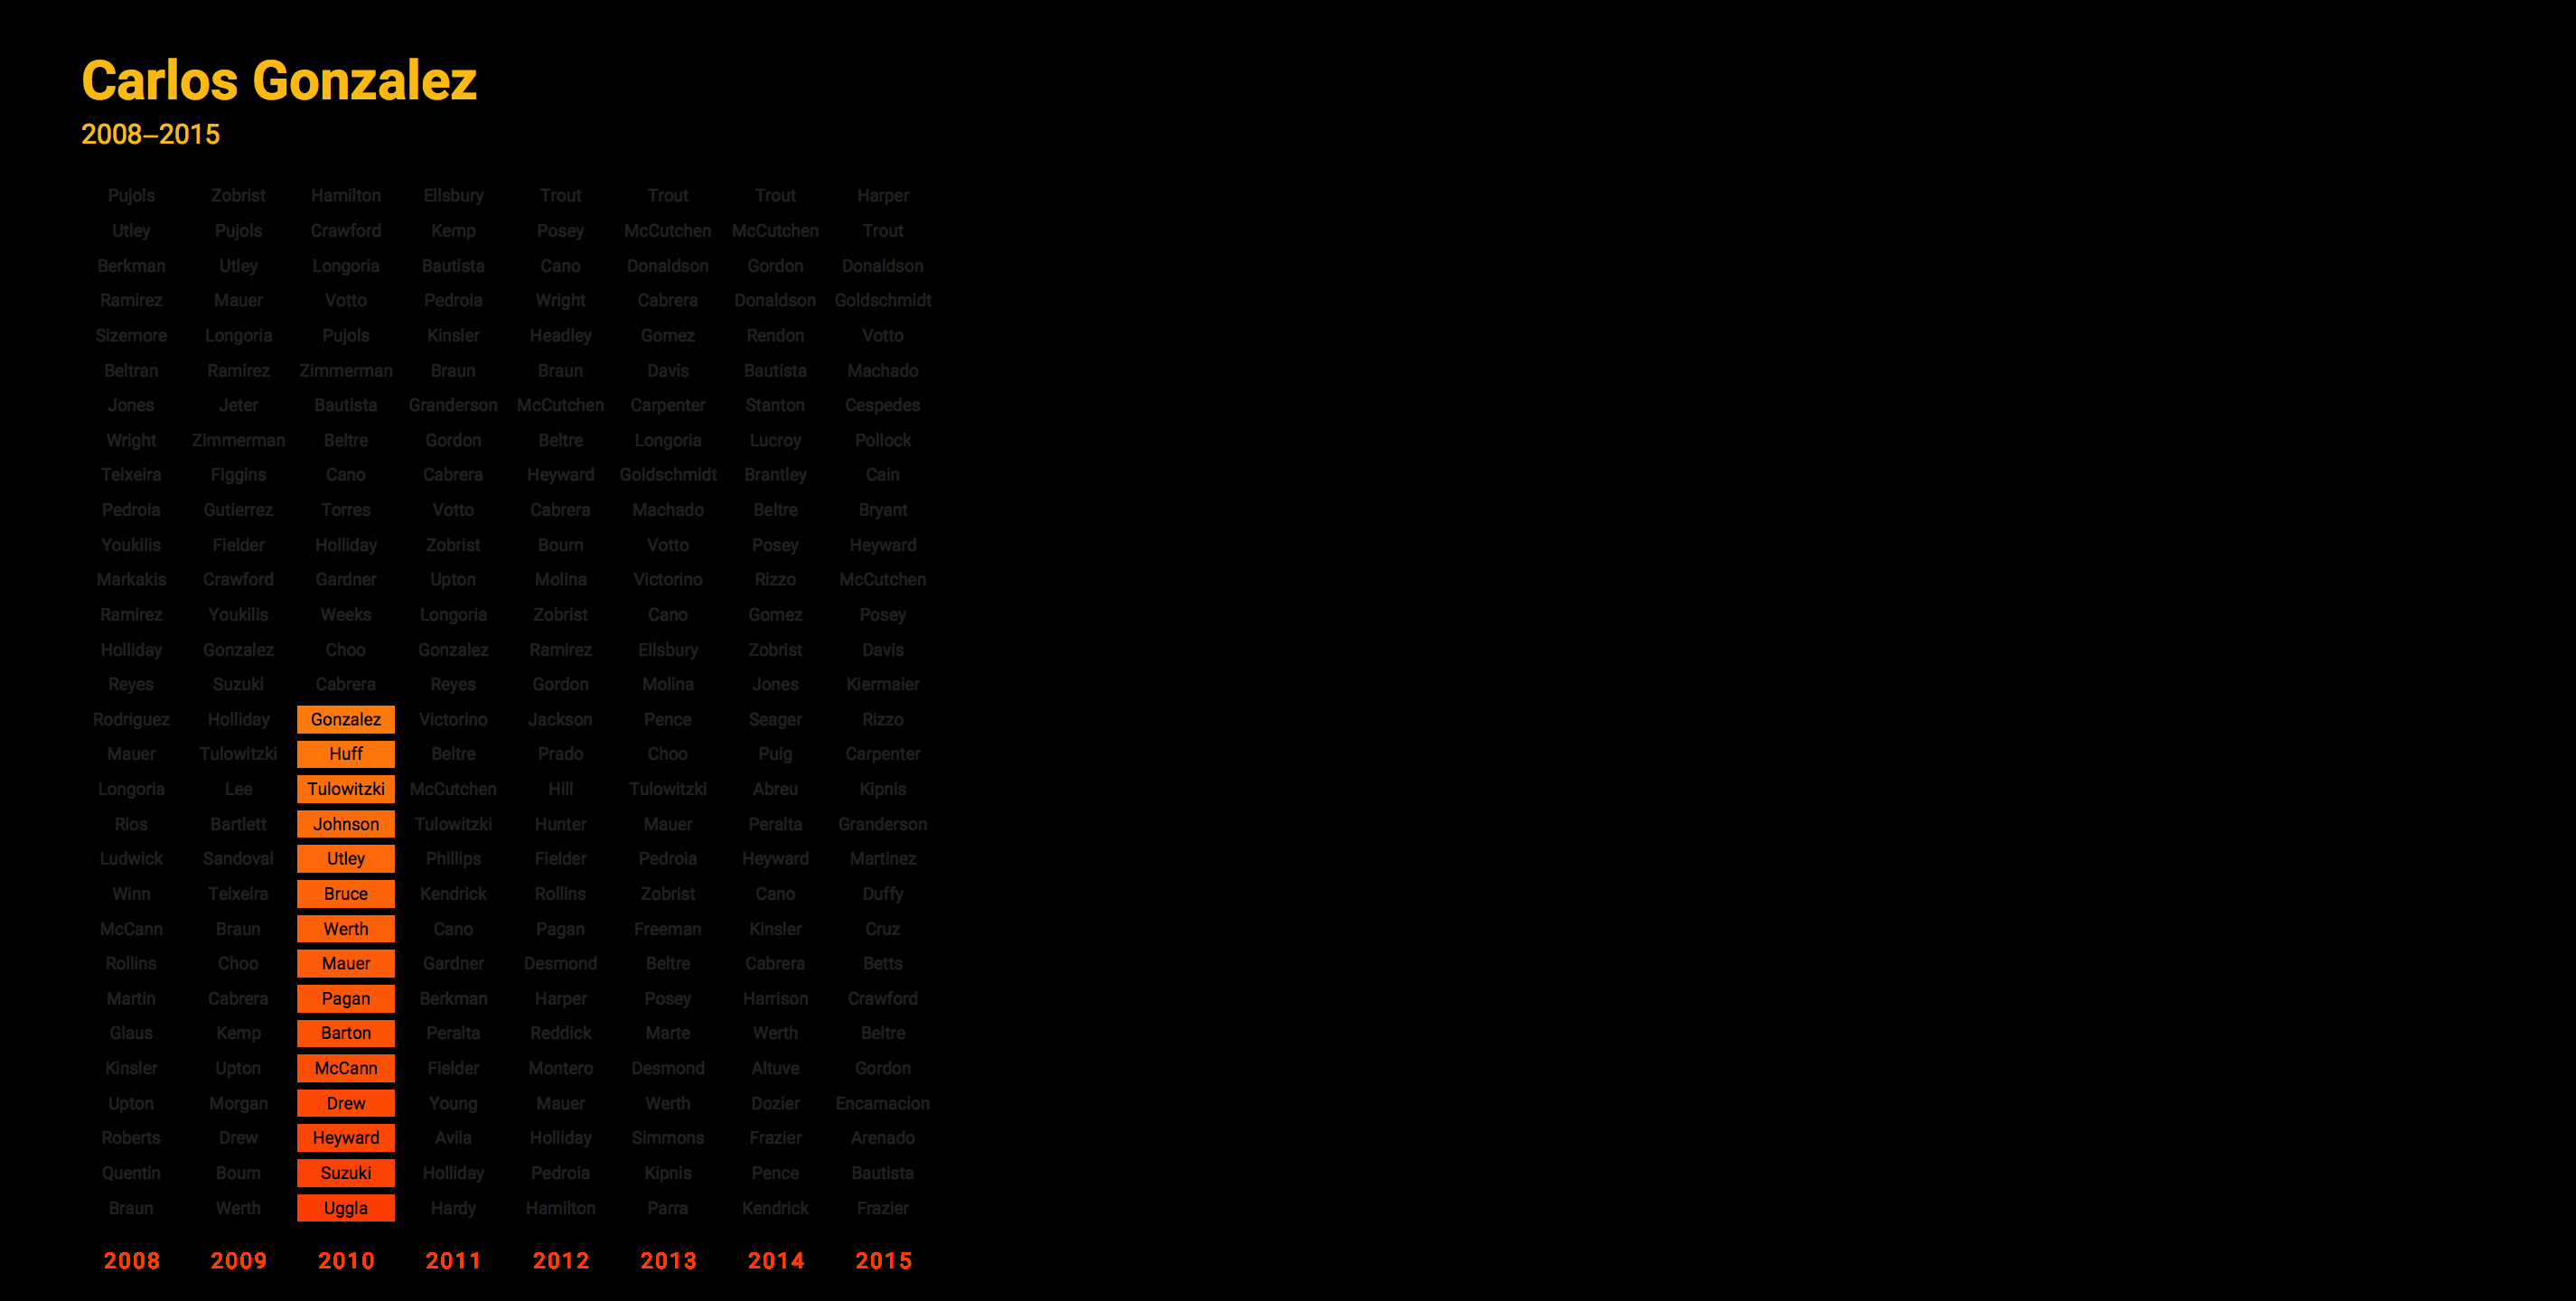 Carlos Gonzalez
2008–2015
Pujols Zobrist Hamilton Ellsbury Trout Trout Trout Harper
Utley Pujols Crawford Kemp Posey McCutchen McCutchen Trout
Berkman Utley Longoria Bautista Cano Donaldson Gordon Donaldson
Ramirez Mauer Votto Pedroia Wright Cabrera Donaldson Goldschmidt
Sizemore Longoria Pujols Kinsler Headley Gomez Rendon Votto
Beltran Ramirez Zimmerman Braun Braun Davis Bautista Machado
Jones Jeter Bautista Granderson McCutchen Carpenter Stanton Cespedes
Wright Zimmerman Beltre Gordon Beltre Longoria Lucroy Pollock
Teixeira Figgins Cano Cabrera Heyward Goldschmidt Brantley Cain
Pedroia Gutierrez Torres Votto Cabrera Machado Beltre Bryant
Youkilis Fielder Holliday Zobrist Bourn Votto Posey Heyward
Markakis Crawford Gardner Upton Molina Victorino Rizzo McCutchen
Ramirez Youkilis Weeks Longoria Zobrist Cano Gomez Posey
Holliday Gonzalez Choo Gonzalez Ramirez Ellsbury Zobrist Davis
Reyes Suzuki Cabrera Reyes Gordon Molina Jones Kiermaier
Rodriguez Holliday Gonzalez Victorino Jackson Pence Seager Rizzo
Mauer Tulowitzki Huff Beltre Prado Choo Puig Carpenter
Longoria Lee Tulowitzki McCutchen Hill Tulowitzki Abreu Kipnis
Rios Bartlett Johnson Tulowitzki Hunter Mauer Peralta Granderson
Ludwick Sandoval Utley Phillips Fielder Pedroia Heyward Martinez
Winn Teixeira Bruce Kendrick Rollins Zobrist Cano Duffy
McCann Braun Werth Cano Pagan Freeman Kinsler Cruz
Rollins Choo Mauer Gardner Desmond Beltre Cabrera Betts
Martin Cabrera Pagan Berkman Harper Posey Harrison Crawford
Glaus Kemp Barton Peralta Reddick Marte Werth Beltre
Kinsler Upton McCann Fielder Montero Desmond Altuve Gordon
Upton Morgan Drew Young Mauer Werth Dozier Encarnacion
Roberts Drew Heyward Avila Holliday Simmons Frazier Arenado
Quentin Bourn Suzuki Holliday Pedroia Kipnis Pence Bautista
Braun Werth Uggla Hardy Hamilton Parra Kendrick Frazier
2008 2009 2010 2011 2012 2013 2014 2015